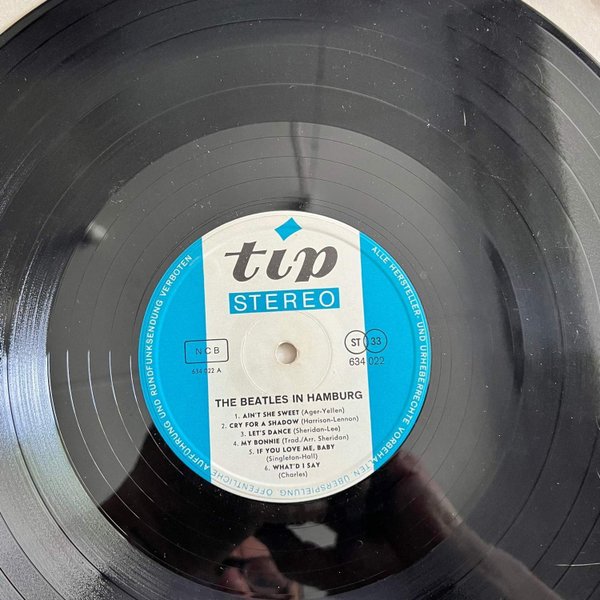 tip
STEREO
NCB
634 022 A
ST 33
634 022
THE BEATLES IN HAMBURG
1. AIN'T SHE SWEET (Ager-Yellen)
2. CRY FOR A SHADOW (Harrison-Lennon)
3. LET'S DANCE (Sheridan-Lee)
4. MY BONNIE (Trad./Arr. Sheridan)
5. IF YOU LOVE ME, BABY
(Singleton-Hall)
6. WHAT'D I SAY
(Charles)
ALLE HERSTELLER- UND URHEBERRECHTE VORBEHALTEN. ÜBERSPIELUNG, ÖFFENTLICHE AUFFÜHRUNG UND RUNDFUNKSENDUNG VERBOTEN